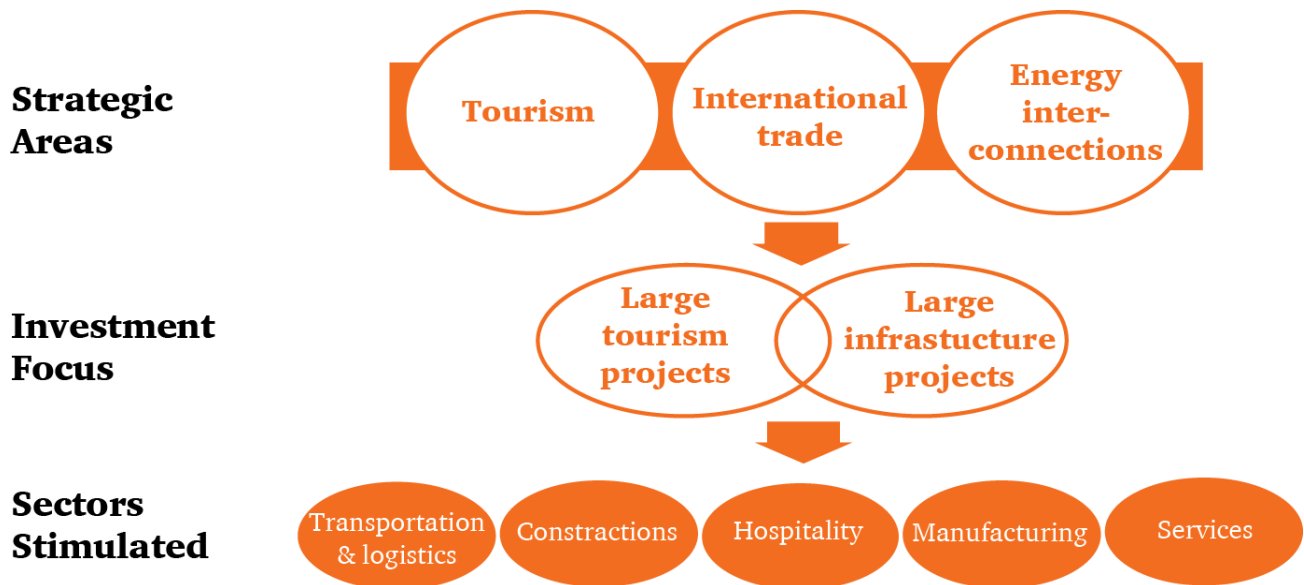 Strategic
Areas
Tourism
International
trade
Energy
inter-
connections
Investment
Focus
Large
tourism
projects
Large
infrastucture
projects
Sectors
Stimulated
Transportation
& logistics
Constractions
Hospitality
Manufacturing
Services